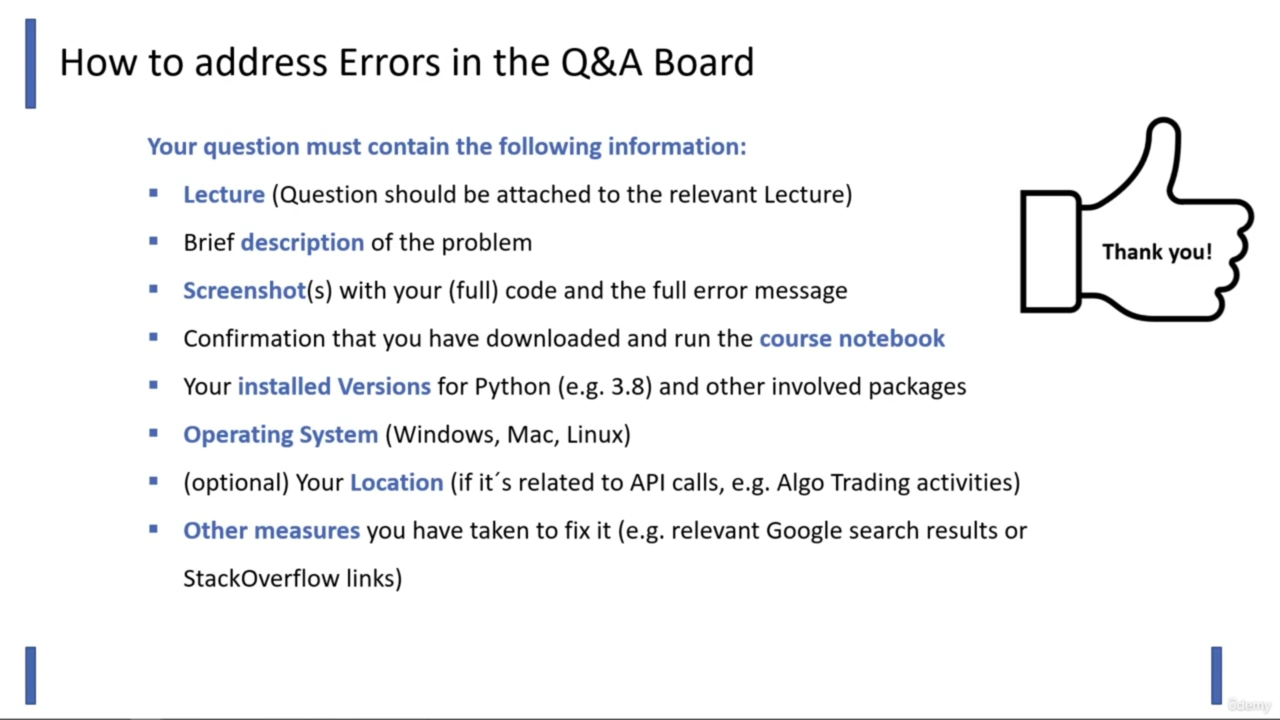 How to address Errors in the Q&A Board
Your question must contain the following information:
▪ Lecture (Question should be attached to the relevant Lecture)
▪ Brief description of the problem
▪ Screenshot(s) with your (full) code and the full error message
▪ Confirmation that you have downloaded and run the course notebook
▪ Your installed Versions for Python (e.g. 3.8) and other involved packages
▪ Operating System (Windows, Mac, Linux)
▪ (optional) Your Location (if it´s related to API calls, e.g. Algo Trading activities)
▪ Other measures you have taken to fix it (e.g. relevant Google search results or
StackOverflow links)
Thank you!
ûdemy